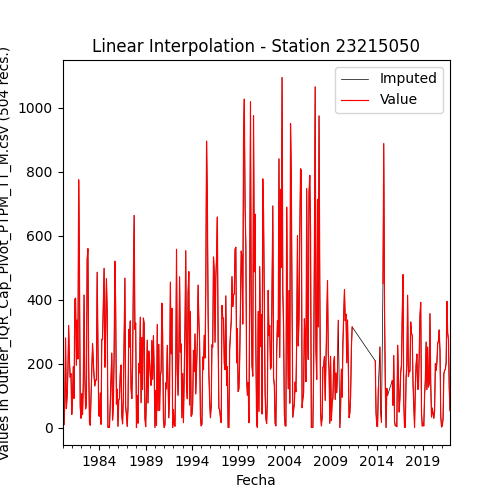 Linear Interpolation - Station 23215050
Imputed
Value
Values in Outlier_IQR_Cap_Pivot_PTPM_TT_M.csv (504 recs.)
1000
800
600
400
200
0
1984 1989 1994 1999 2004 2009 2014 2019
Fecha